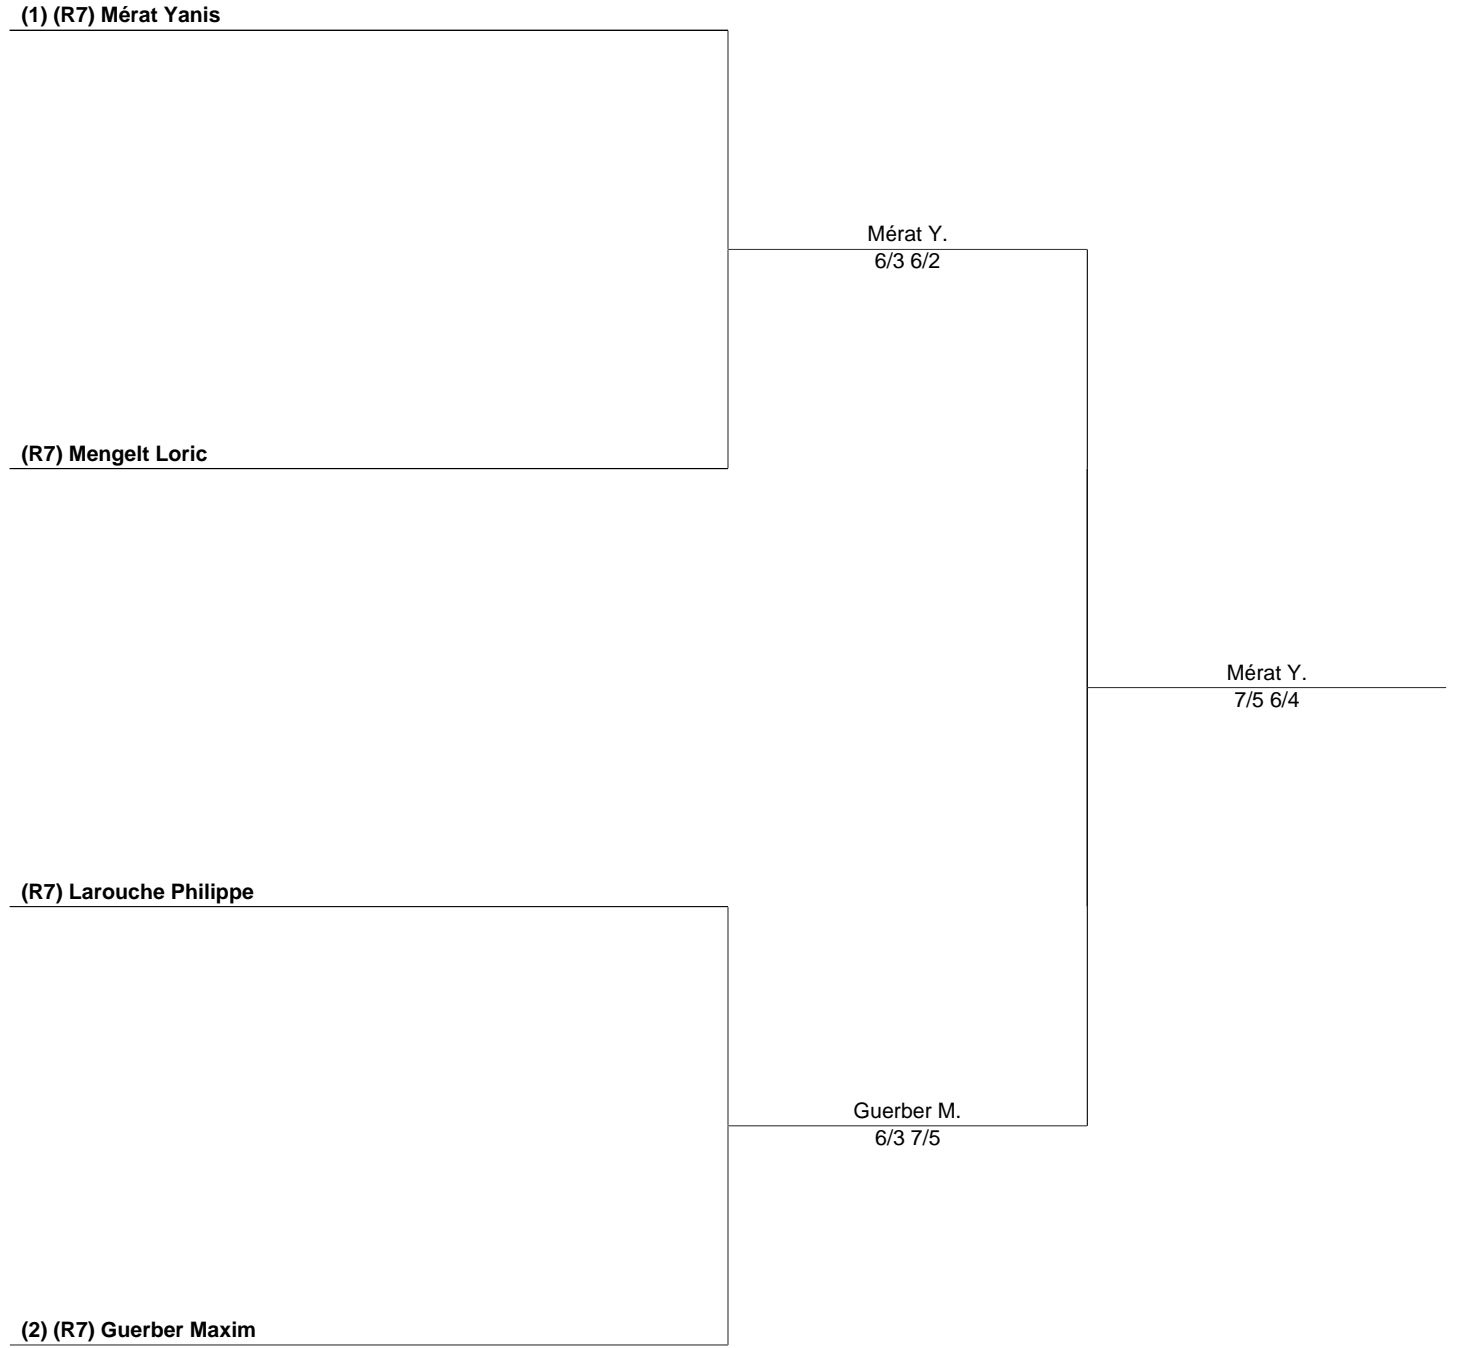 (1) (R7) Mérat Yanis
Mérat Y.
6/3 6/2
(R7) Mengelt Loric
Mérat Y.
7/5 6/4
(R7) Larouche Philippe
Guerber M.
6/3 7/5
(2) (R7) Guerber Maxim